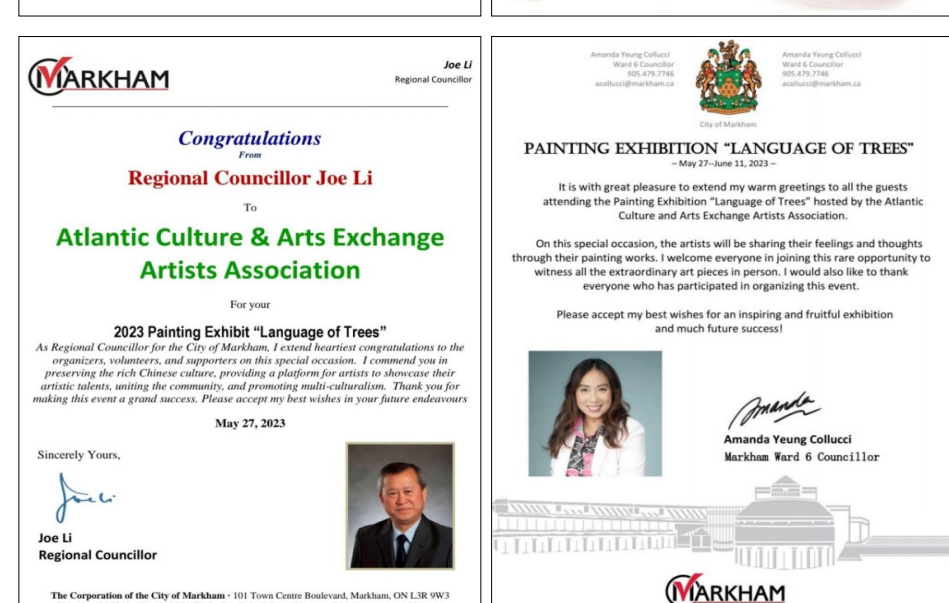 MARKHAM
Joe Li
Regional Councillor
Congratulations
From
Regional Councillor Joe Li
To
Atlantic Culture & Arts Exchange
Artists Association
For your
2023 Painting Exhibit “Language of Trees”
As Regional Councillor for the City of Markham, I extend heartiest congratulations to the
organizers, volunteers, and supporters on this special occasion. I commend you in
preserving the rich Chinese culture, providing a platform for artists to showcase their
artistic talents, uniting the community, and promoting multi-culturalism. Thank you for
making this event a grand success. Please accept my best wishes in your future endeavours
May 27, 2023
Sincerely Yours,
Joe Li
Joe Li
Regional Councillor
The Corporation of the City of Markham · 101 Town Centre Boulevard, Markham, ON L3R 9W3
Amanda Yeung Collucci
Ward 6 Councillor
905.479.7746
acollucci@markham.ca
Amanda Yeung Collucci
Ward 6 Councillor
905.479.7746
acollucci@markham.ca
City of Markham
PAINTING EXHIBITION “LANGUAGE OF TREES”
– May 27--June 11, 2023 –
It is with great pleasure to extend my warm greetings to all the guests
attending the Painting Exhibition “Language of Trees” hosted by the Atlantic
Culture and Arts Exchange Artists Association.
On this special occasion, the artists will be sharing their feelings and thoughts
through their painting works. I welcome everyone in joining this rare opportunity to
witness all the extraordinary art pieces in person. I would also like to thank
everyone who has participated in organizing this event.
Please accept my best wishes for an inspiring and fruitful exhibition
and much future success!
Amanda
Amanda Yeung Collucci
Markham Ward 6 Councillor
MARKHAM